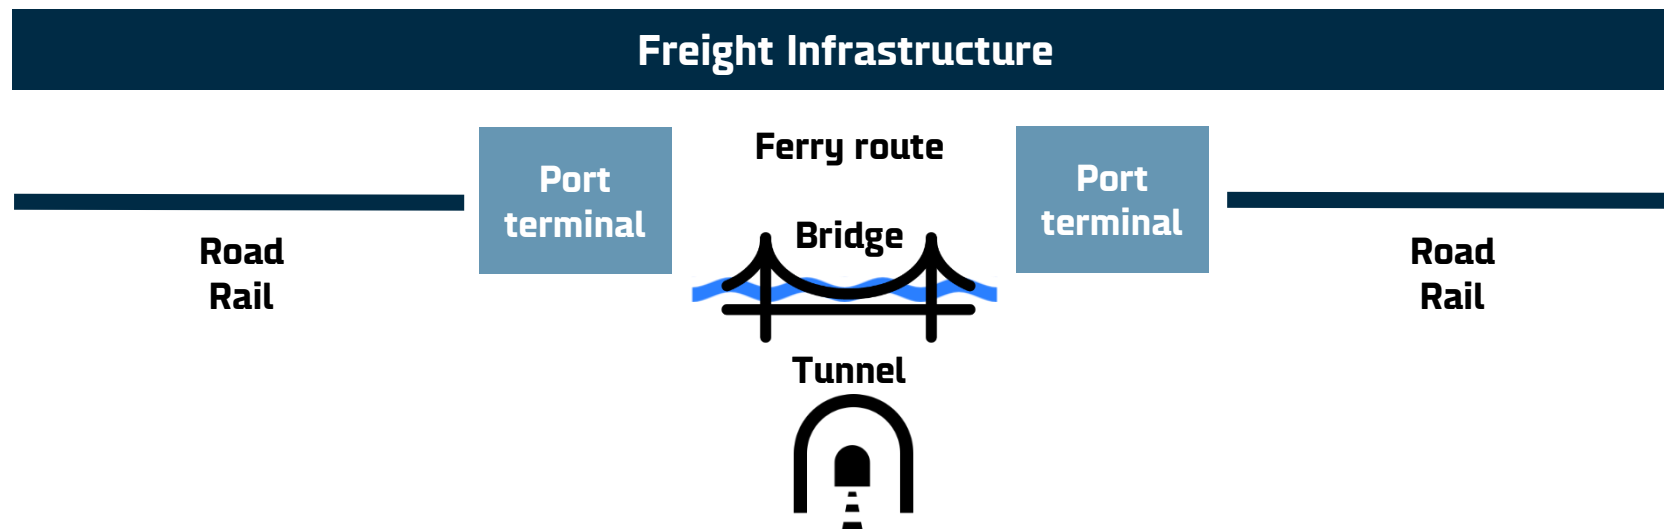 Freight Infrastructure
Road
Rail
Port
terminal
Ferry route
Bridge
Tunnel
Port
terminal
Road
Rail